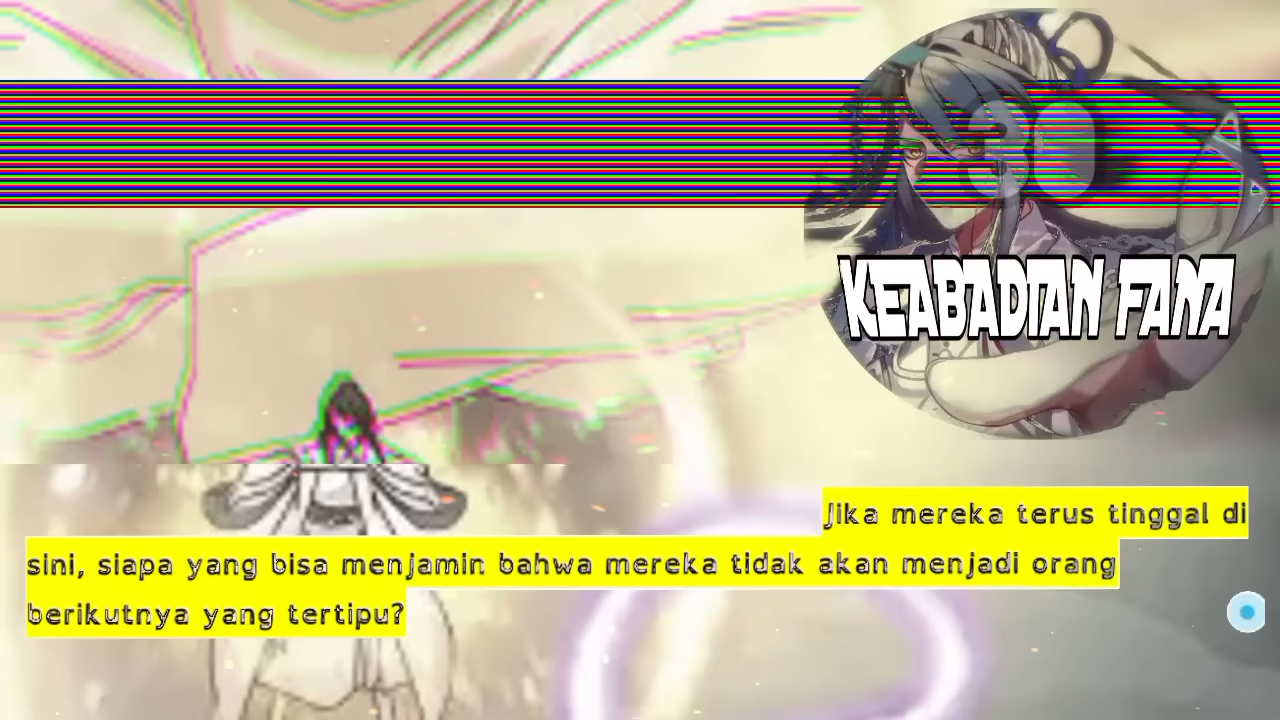 KEABADIAN FANA
Jika mereka terus tinggal di
sini, siapa yang bisa menjamin bahwa mereka tidak akan menjadi orang
berikutnya yang tertipu?